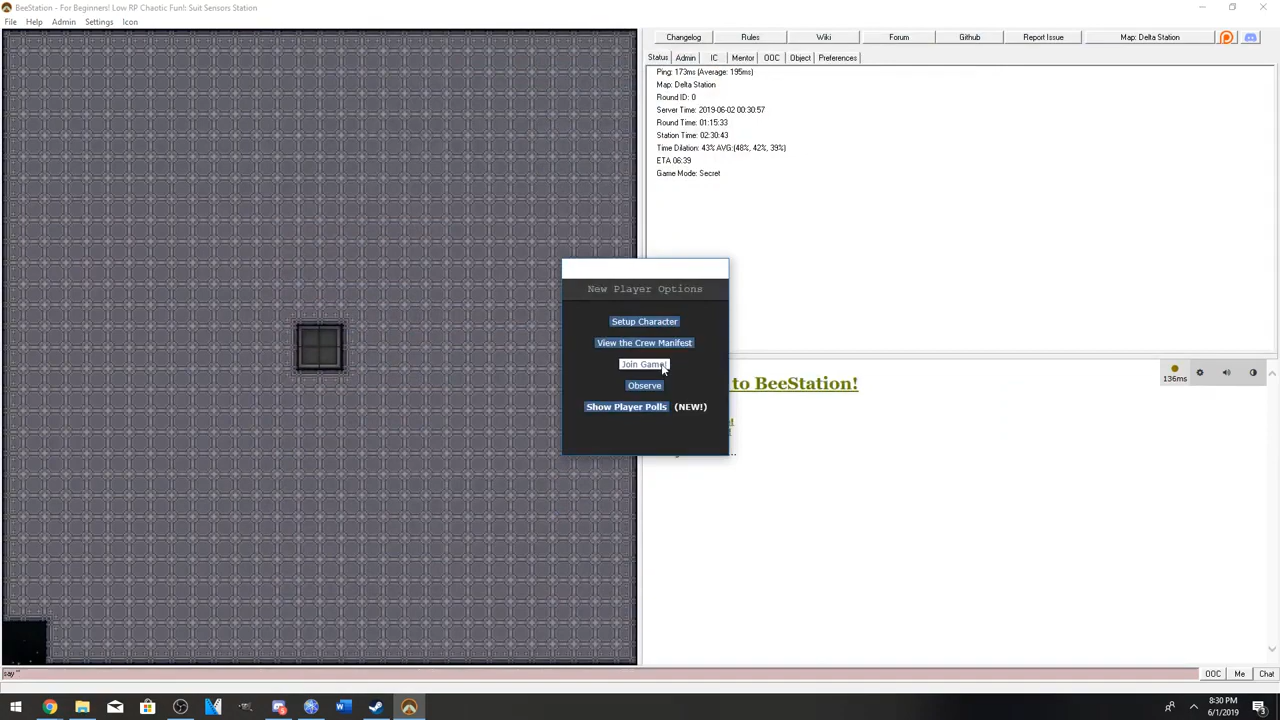 BeeStation - For Beginners! Low RP Chaotic Fun!: Suit Sensors Station
File Help Admin Settings Icon
Changelog Rules Wiki Forum Github Report Issue Map: Delta Station
Status Admin IC Mentor OOC Object Preferences
Ping: 173ms (Average: 195ms)
Map: Delta Station
Round ID: 0
Server Time: 2019-06-02 00:30:57
Round Time: 01:15:33
Station Time: 02:30:43
Time Dilation: 43% AVG:(48%, 42%, 39%)
ETA 06:39
Game Mode: Secret
New Player Options
Setup Character
View the Crew Manifest
Join Game!
Observe
Show Player Polls (NEW!)
to BeeStation!
136ms
say "
OOC Me Chat
8:30 PM
6/1/2019